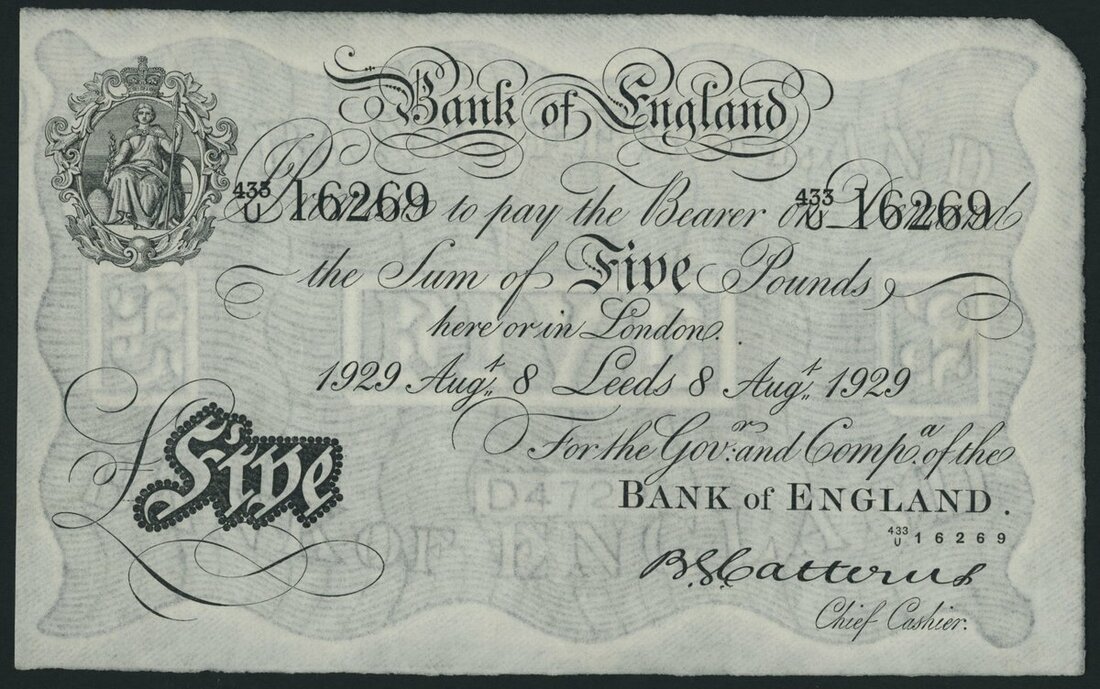 Bank of England
433/U 16269 433/U 16269
Promise to pay the Bearer on Demand
the Sum of Five Pounds,
here or in London.
1929 Augt. 8 Leeds 8 Augt. 1929
For the Govr: and Compa. of the
BANK of ENGLAND.
433/U 16269
B.G. Catterns
Chief Cashier.
£Five
FIVE
D472